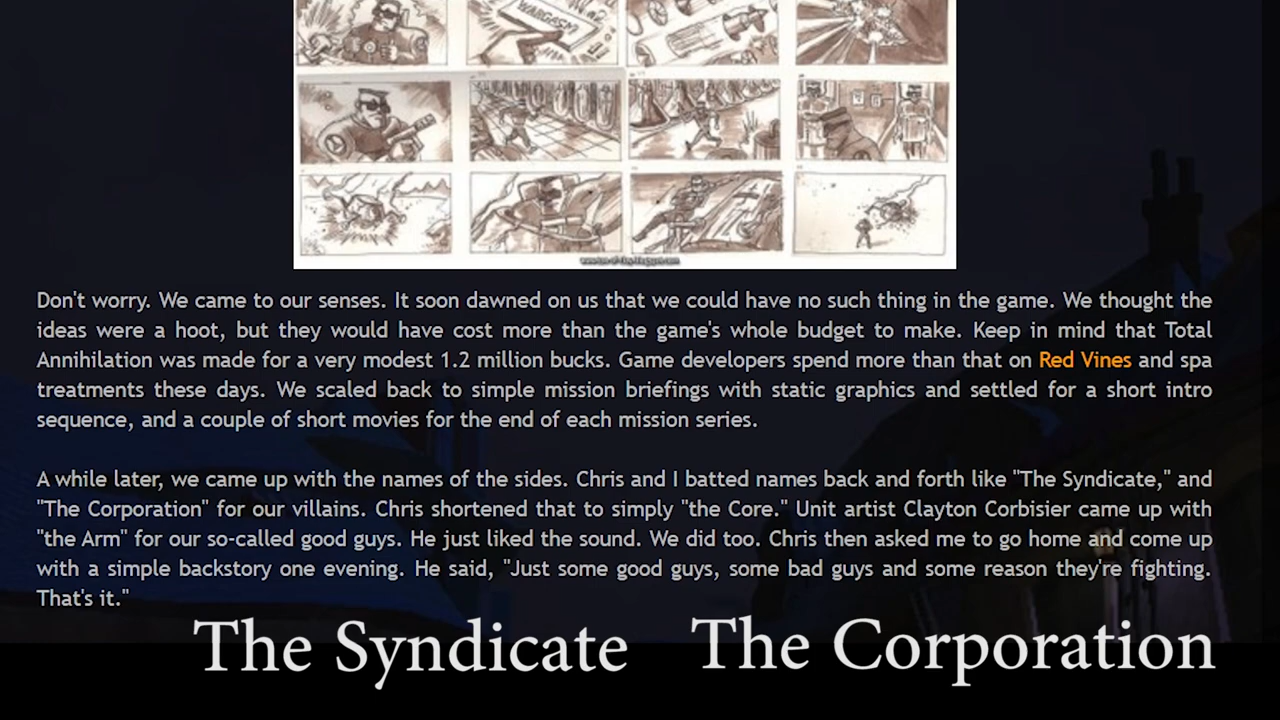 WARGASP
Don't worry. We came to our senses. It soon dawned on us that we could have no such thing in the game. We thought the
ideas were a hoot, but they would have cost more than the game's whole budget to make. Keep in mind that Total
Annihilation was made for a very modest 1.2 million bucks. Game developers spend more than that on Red Vines and spa
treatments these days. We scaled back to simple mission briefings with static graphics and settled for a short intro
sequence, and a couple of short movies for the end of each mission series.
A while later, we came up with the names of the sides. Chris and I batted names back and forth like "The Syndicate," and
"The Corporation" for our villains. Chris shortened that to simply "the Core." Unit artist Clayton Corbisier came up with
"the Arm" for our so-called good guys. He just liked the sound. We did too. Chris then asked me to go home and come up
with a simple backstory one evening. He said, "Just some good guys, some bad guys and some reason they're fighting.
That's it."
The Syndicate The Corporation